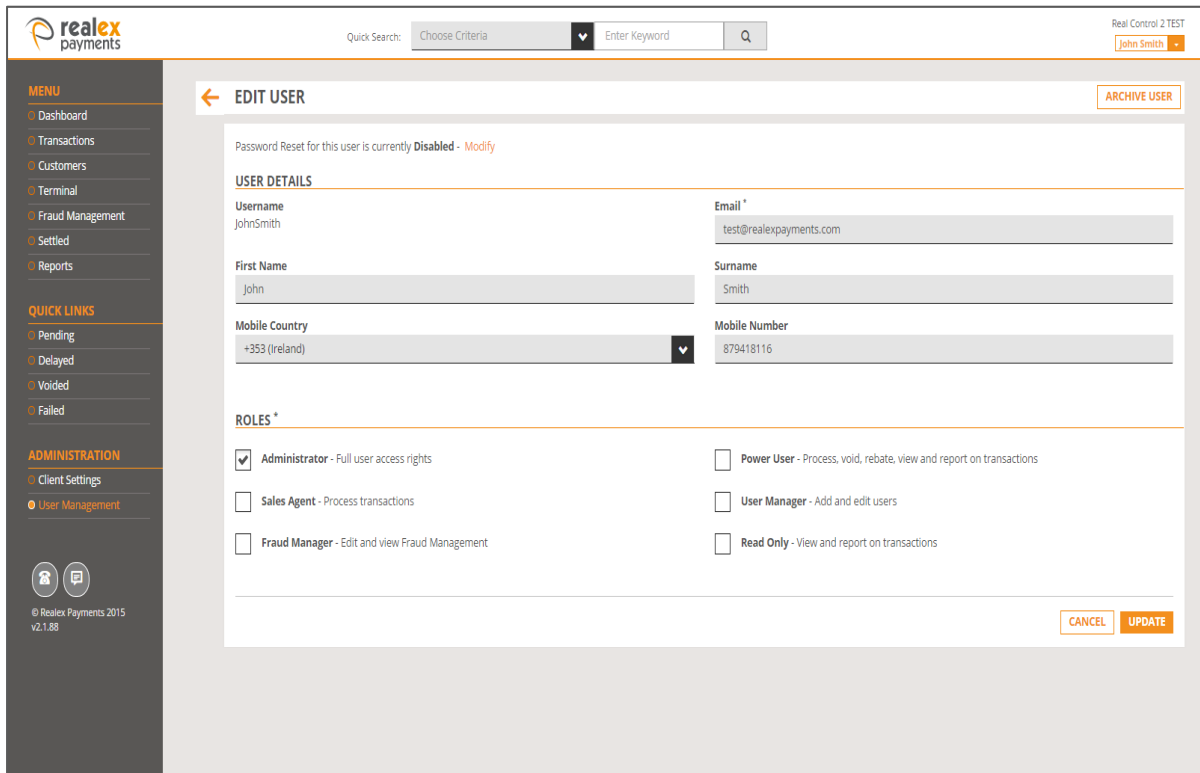 realex
payments
Quick Search:
Choose Criteria
Enter Keyword
Real Control 2 TEST
John Smith
MENU
Dashboard
Transactions
Customers
Terminal
Fraud Management
Settled
Reports
QUICK LINKS
Pending
Delayed
Voided
Failed
ADMINISTRATION
Client Settings
User Management
© Realex Payments 2015
v2.1.88
EDIT USER
ARCHIVE USER
Password Reset for this user is currently Disabled - Modify
USER DETAILS
Username
JohnSmith
Email *
test@realexpayments.com
First Name
John
Surname
Smith
Mobile Country
+353 (Ireland)
Mobile Number
879418116
ROLES *
Administrator - Full user access rights
Power User - Process, void, rebate, view and report on transactions
Sales Agent - Process transactions
User Manager - Add and edit users
Fraud Manager - Edit and view Fraud Management
Read Only - View and report on transactions
CANCEL
UPDATE